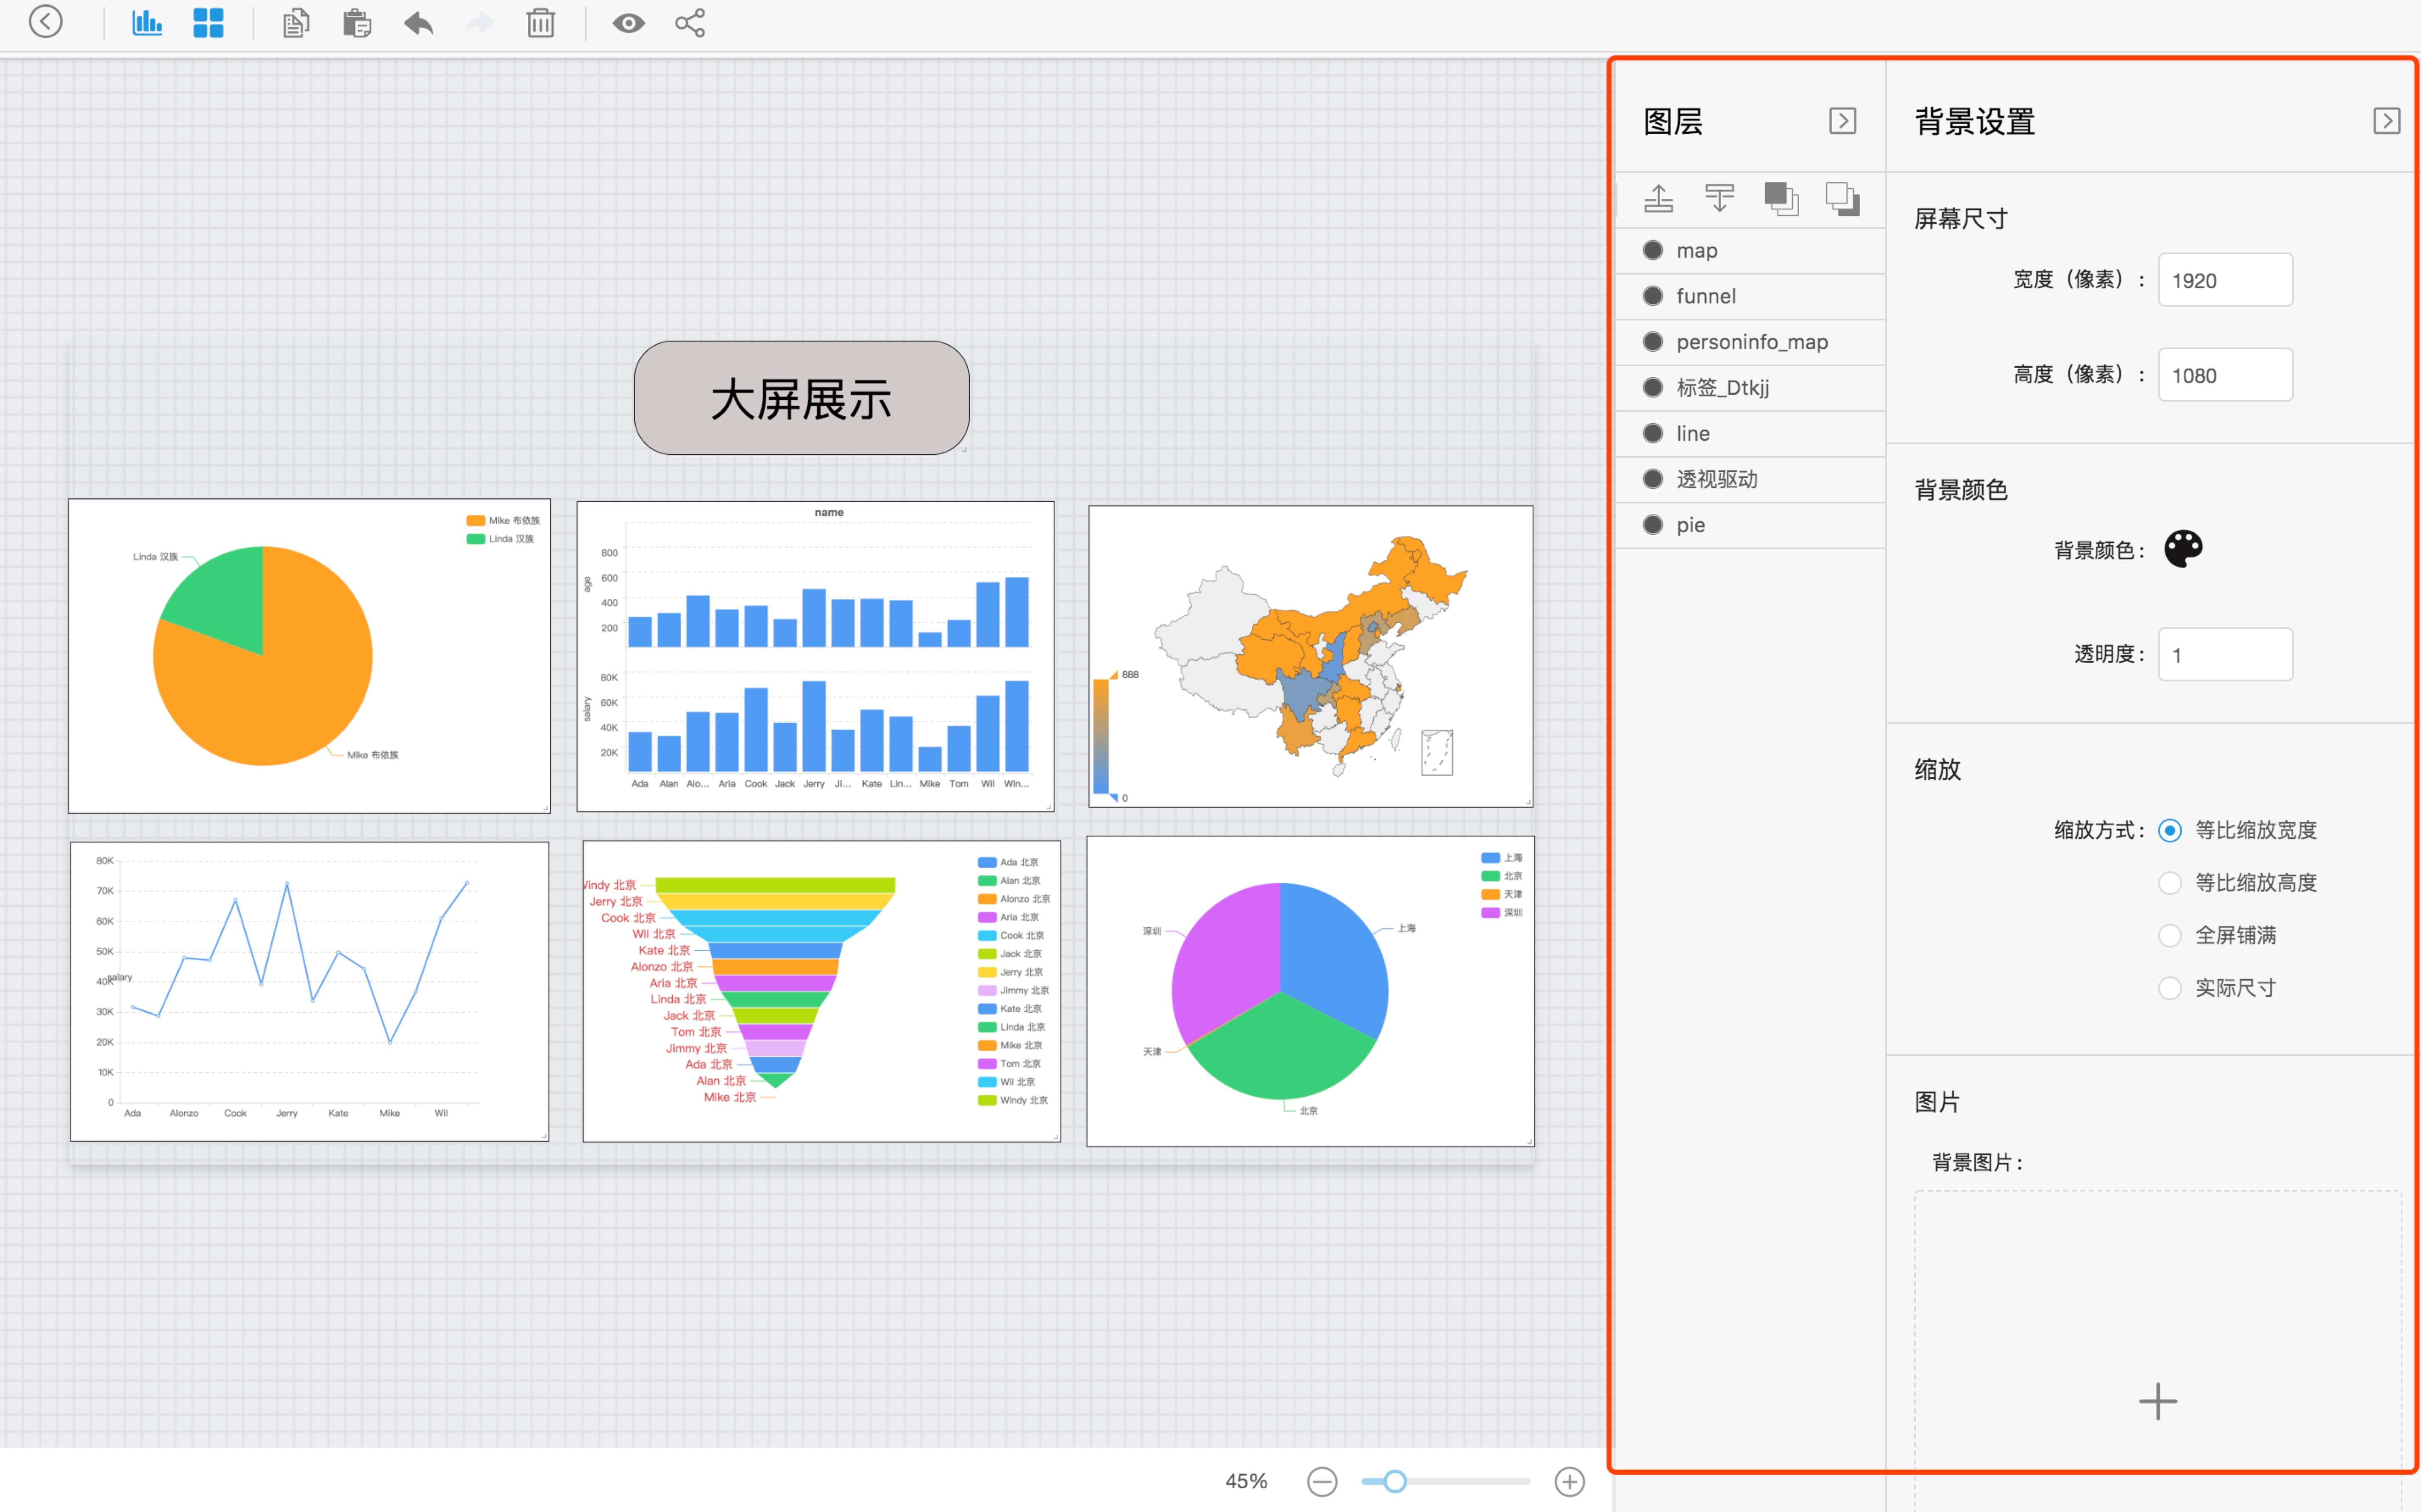 图层
背景设置
屏幕尺寸
宽度（像素）:
1920
高度（像素）:
1080
背景颜色
背景颜色:
透明度:
1
缩放
缩放方式:
等比缩放宽度
等比缩放高度
全屏铺满
实际尺寸
图片
背景图片:
map
funnel
personinfo_map
标签_Dtkjj
line
透视驱动
pie
大屏展示
Mike 布依族
Linda 汉族
Linda 汉族
Mike 布依族
name
age
800
600
400
200
salary
80K
60K
40K
20K
Ada Alan Alo... Aria Cook Jack Jerry Ji... Kate Lin... Mike Tom Wil Win...
888
0
80K
70K
60K
50K
40K
salary
30K
20K
10K
0
Ada Alonzo Cook Jerry Kate Mike Wil
北京
Jerry 北京
Cook 北京
Wil 北京
Kate 北京
Alonzo 北京
Aria 北京
Linda 北京
Jack 北京
Tom 北京
Jimmy 北京
Ada 北京
Alan 北京
Mike 北京
Ada 北京
Alan 北京
Alonzo 北京
Aria 北京
Cook 北京
Jack 北京
Jerry 北京
Jimmy 北京
Kate 北京
Linda 北京
Mike 北京
Tom 北京
Wil 北京
Windy 北京
上海
北京
天津
深圳
深圳
上海
天津
北京
45%